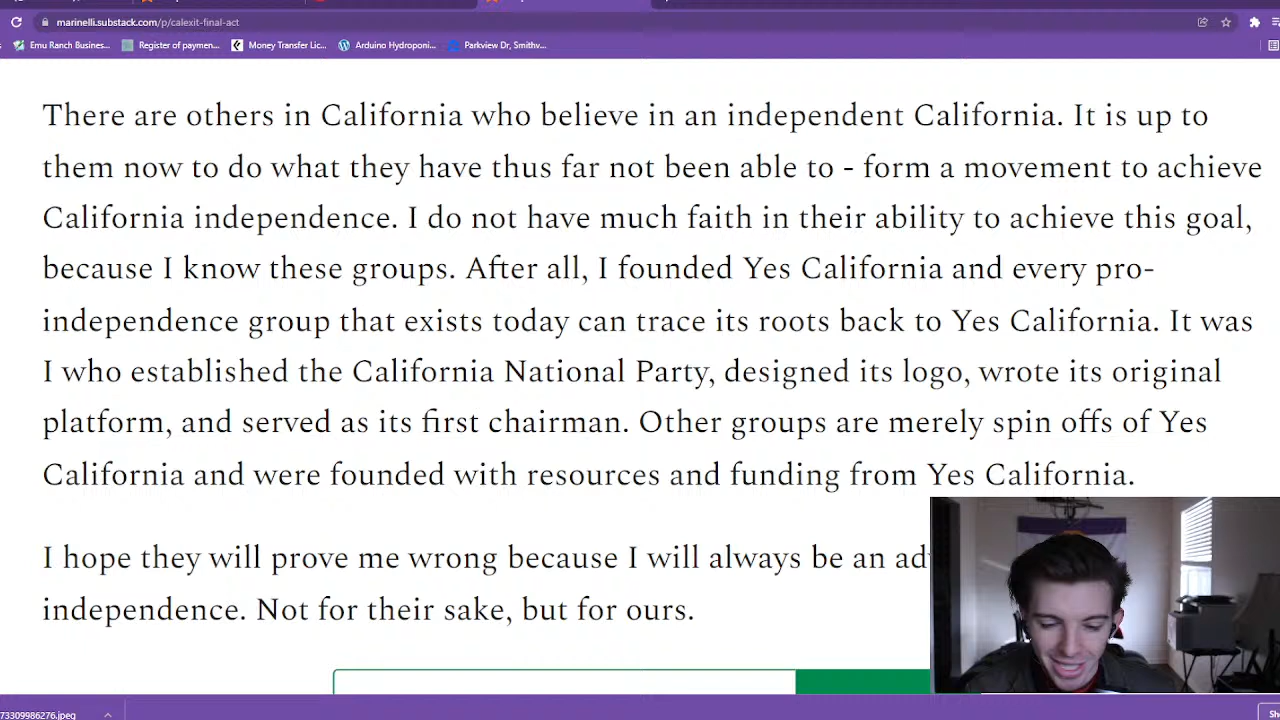 marinelli.substack.com/p/calexit-final-act
Emu Ranch Busines... Register of paymen... Money Transfer Lic... Arduino Hydroponi... Parkview Dr, Smithv...
There are others in California who believe in an independent California. It is up to
them now to do what they have thus far not been able to - form a movement to achieve
California independence. I do not have much faith in their ability to achieve this goal,
because I know these groups. After all, I founded Yes California and every pro-
independence group that exists today can trace its roots back to Yes California. It was
I who established the California National Party, designed its logo, wrote its original
platform, and served as its first chairman. Other groups are merely spin offs of Yes
California and were founded with resources and funding from Yes California.
I hope they will prove me wrong because I will always be an ad
independence. Not for their sake, but for ours.
73309986276.jpeg